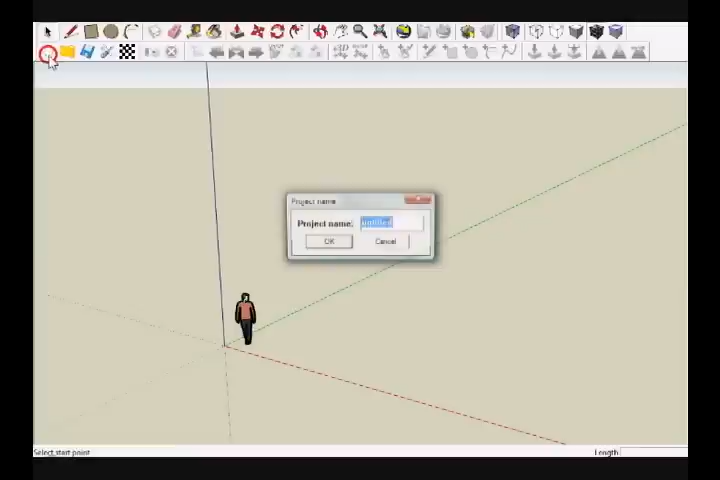 Project name
Project name: untitled
OK Cancel
Select start point Length